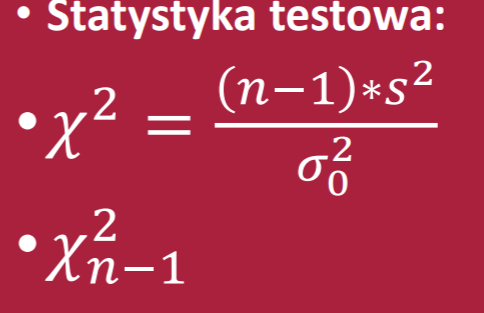 • Statystyka testowa:
• χ² = (n−1)∗s² / σ₀²
• χ²ₙ₋₁